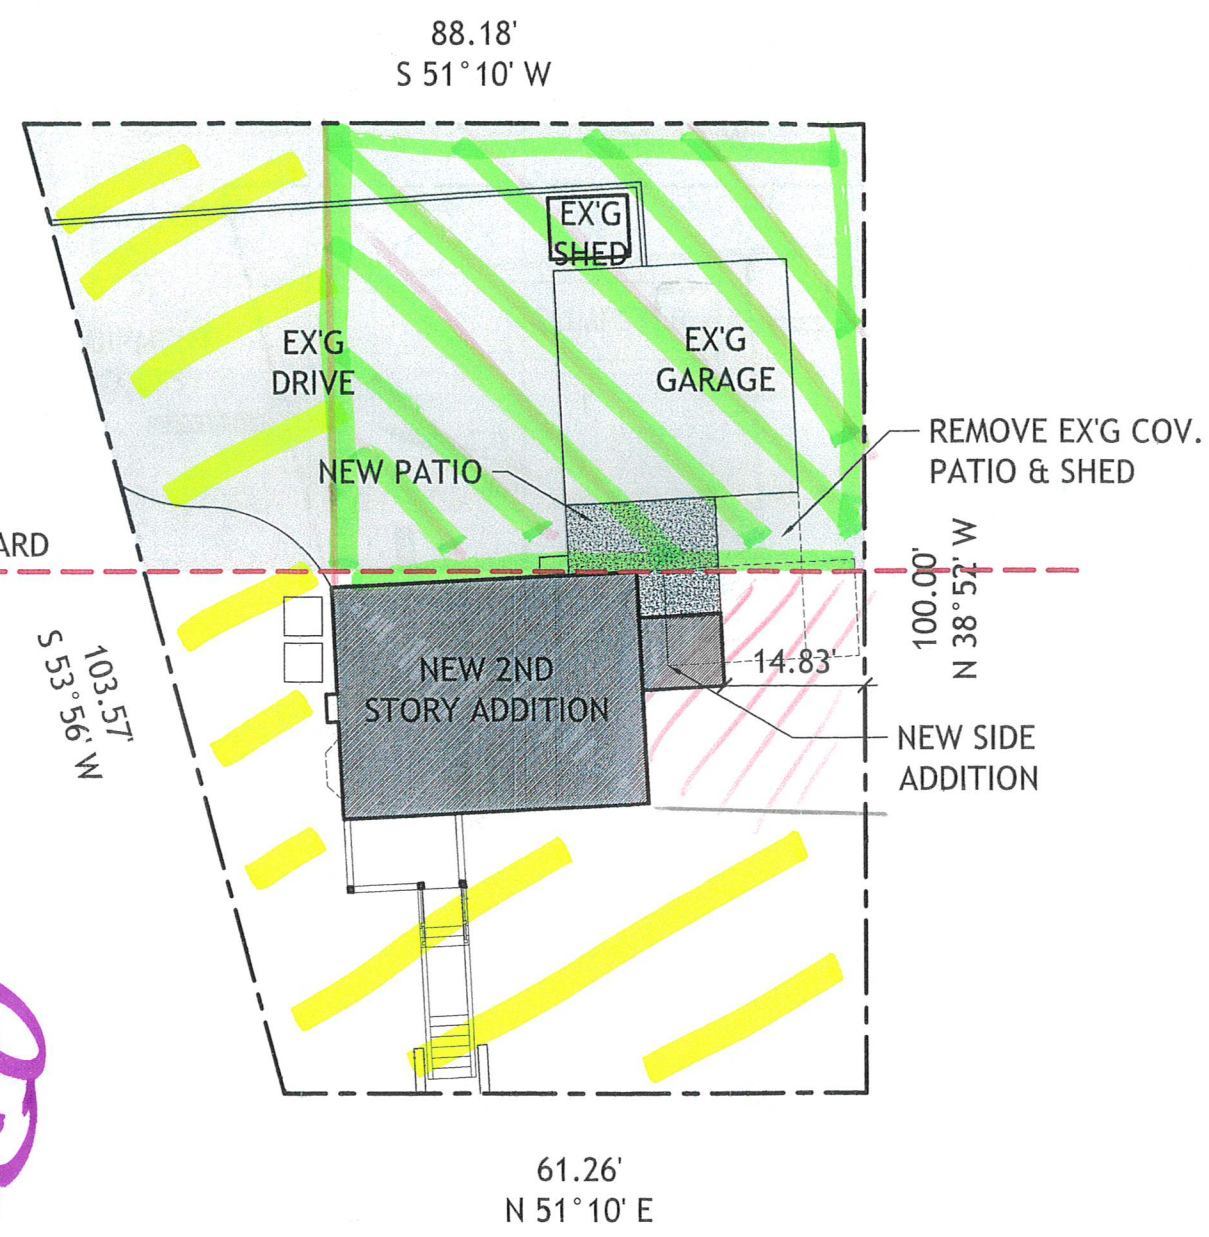 88.18'
S 51°10' W
EX'G
SHED
EX'G
DRIVE
EX'G
GARAGE
NEW PATIO
REMOVE EX'G COV.
PATIO & SHED
ARD
100.00'
N 38°52' W
103.57'
S 53°56' W
NEW 2ND
STORY ADDITION
14.83'
NEW SIDE
ADDITION
61.26'
N 51°10' E